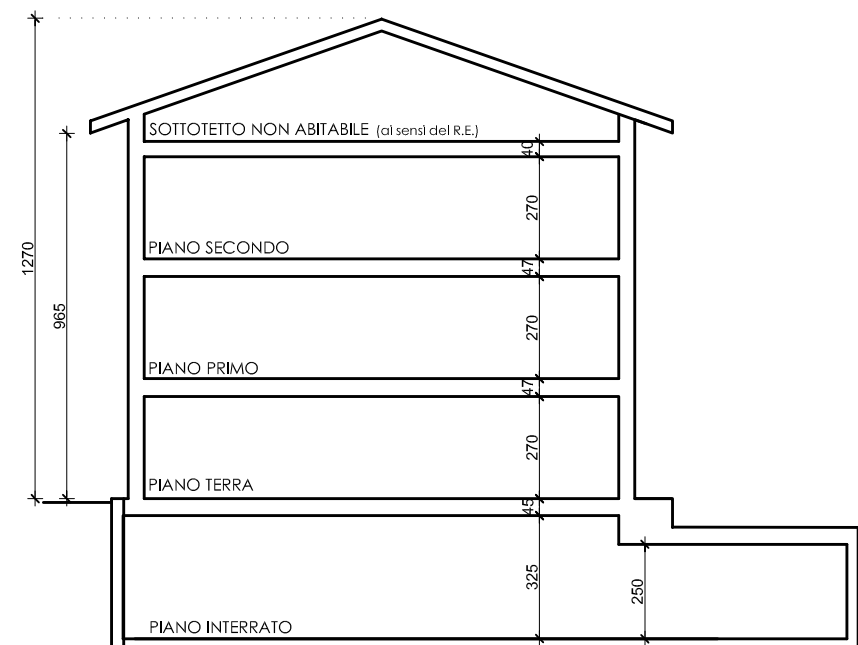 SOTTOTETTO NON ABITABILE (ai sensi del R.E.)
40
270
PIANO SECONDO
1270
47
965
270
PIANO PRIMO
47
270
PIANO TERRA
45
325
250
PIANO INTERRATO